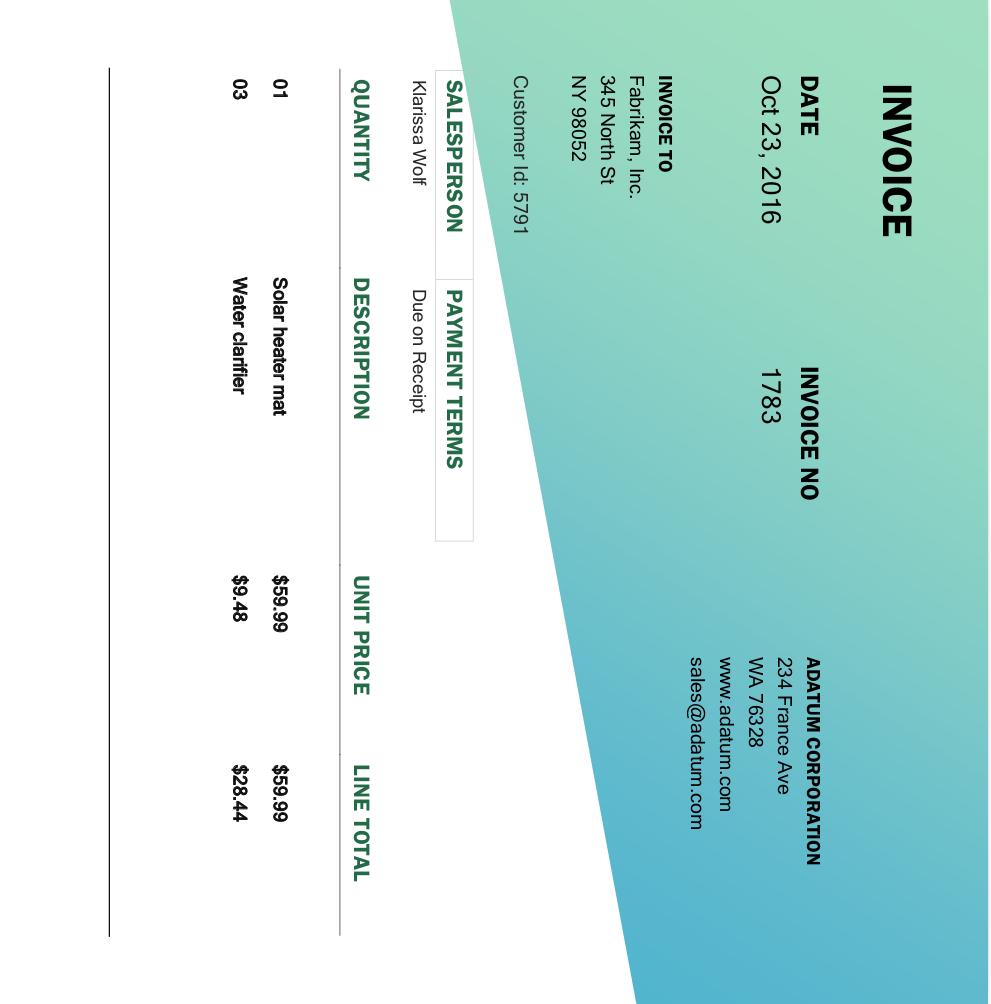 INVOICE
DATE
Oct 23, 2016
INVOICE NO
1783
ADATUM CORPORATION
234 France Ave
WA 76328
www.adatum.com
sales@adatum.com
INVOICE TO
Fabrikam, Inc.
345 North St
NY 98052
Customer Id: 5791
SALESPERSON PAYMENT TERMS
Klarissa Wolf Due on Receipt
QUANTITY DESCRIPTION UNIT PRICE LINE TOTAL
01 Solar heater mat $59.99 $59.99
03 Water clarifier $9.48 $28.44